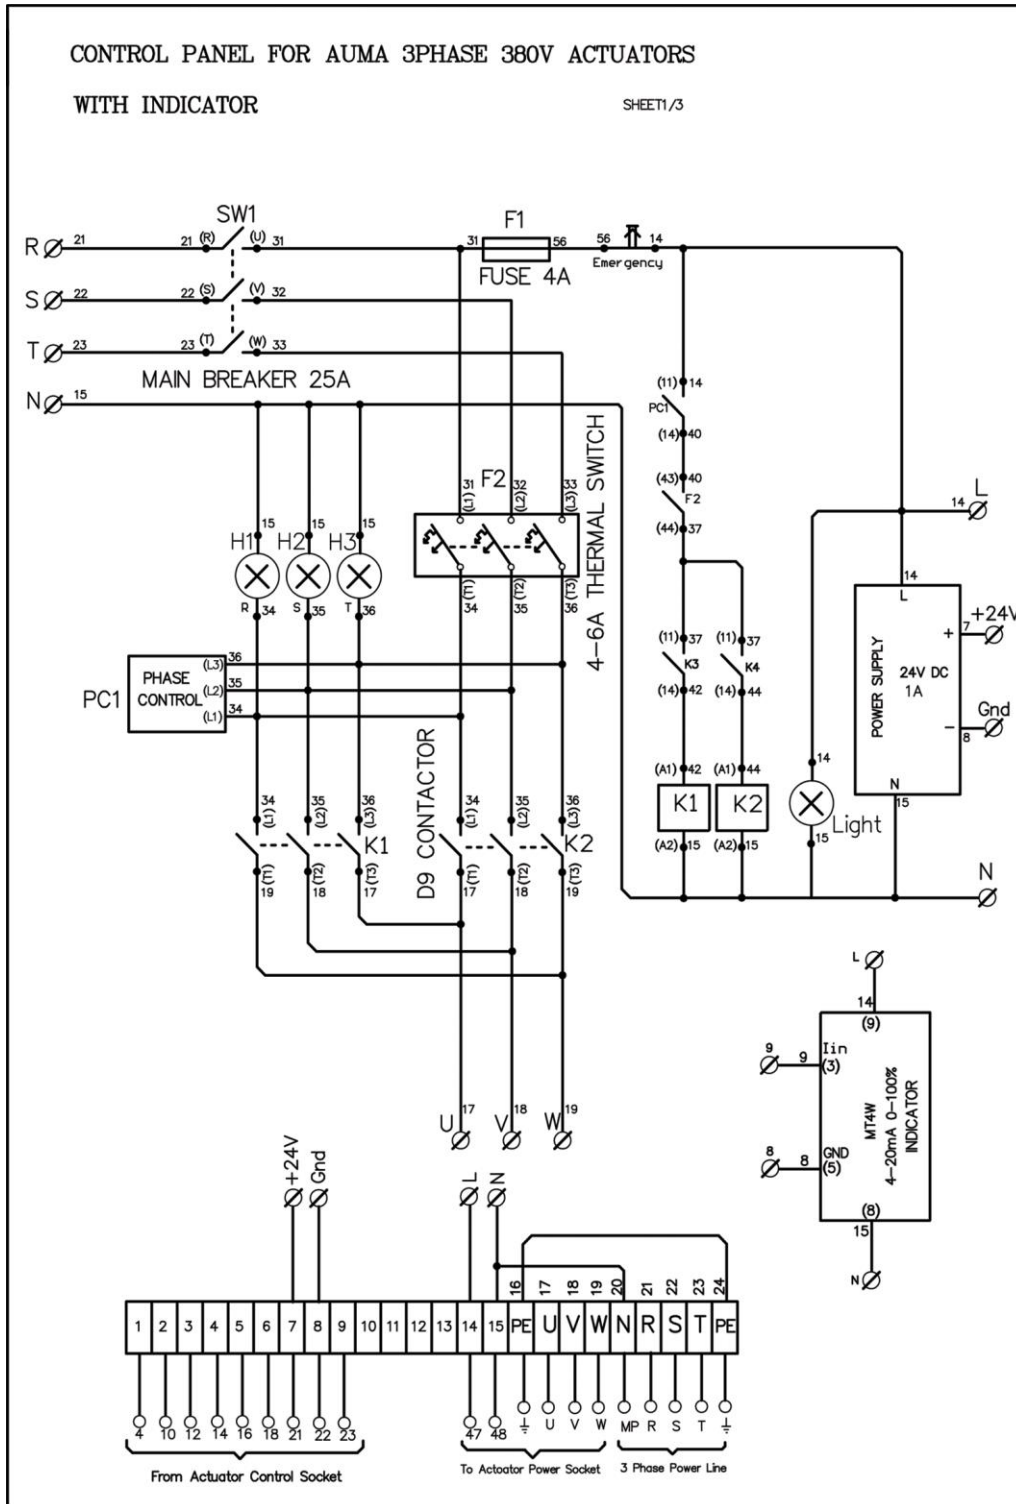 CONTROL PANEL FOR AUMA 3PHASE 380V ACTUATORS
WITH INDICATOR
SHEET1/3
SW1
F1
R 21 21 (R) (U) 31 31 56 56 14
FUSE 4A
Emergency
S 22 22 (S) (V) 32
T 23 23 (T) (W) 33
MAIN BREAKER 25A
N 15
(11) 14
PC1
(14) 40
(43) 40
F2
(44) 37
31 F2 32 33
(L1) (L2) (L3)
4-6A THERMAL SWITCH
14 L
15 15 15
H1 H2 H3
R 34 S 35 T 36
(T1) (T2) (T3)
34 35 36
14
L
+ 7 +24V
POWER SUPPLY
24V DC
1A
Gnd
- 8
N
15
(11) 37 (11) 37
K3 K4
(14) 42 (14) 44
PC1
PHASE
CONTROL
(L3) 36
(L2) 35
(L1) 34
D9 CONTACTOR
(A1) 42 (A1) 44
K1 K2
(A2) 15 (A2) 15
14
Light
15
34 35 36 34 35 36
(L1) (L2) (L3) (L1) (L2) (L3)
K1 K2
(T1) (T2) (T3) (T1) (T2) (T3)
19 18 17 17 18 19
N
L
14
(9)
9 9 Iin
(3)
MT4W
4-20mA 0-100%
INDICATOR
8 8 GND
(5)
(8)
15
N
U 17 V 18 W 19
+24V Gnd L N
16 17 18 19 20 21 22 23 24
1 2 3 4 5 6 7 8 9 10 11 12 13 14 15 PE U V W N R S T PE
4 10 12 14 16 18 21 22 23 47 48 U V W MP R S T
From Actuator Control Socket
To Actoator Power Socket
3 Phase Power Line